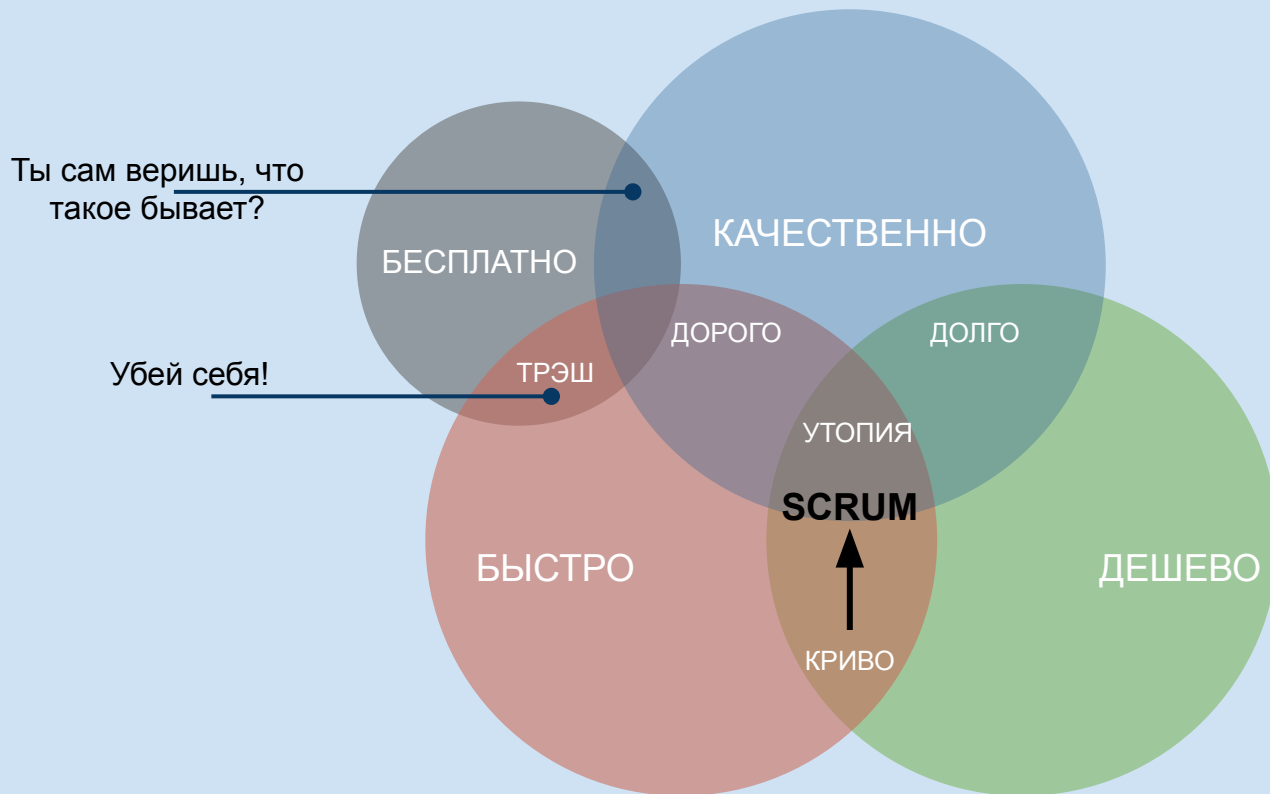 Ты сам веришь, что
такое бывает?
КАЧЕСТВЕННО
БЕСПЛАТНО
ДОРОГО
ДОЛГО
Убей себя!
ТРЭШ
УТОПИЯ
SCRUM
БЫСТРО
ДЕШЕВО
КРИВО